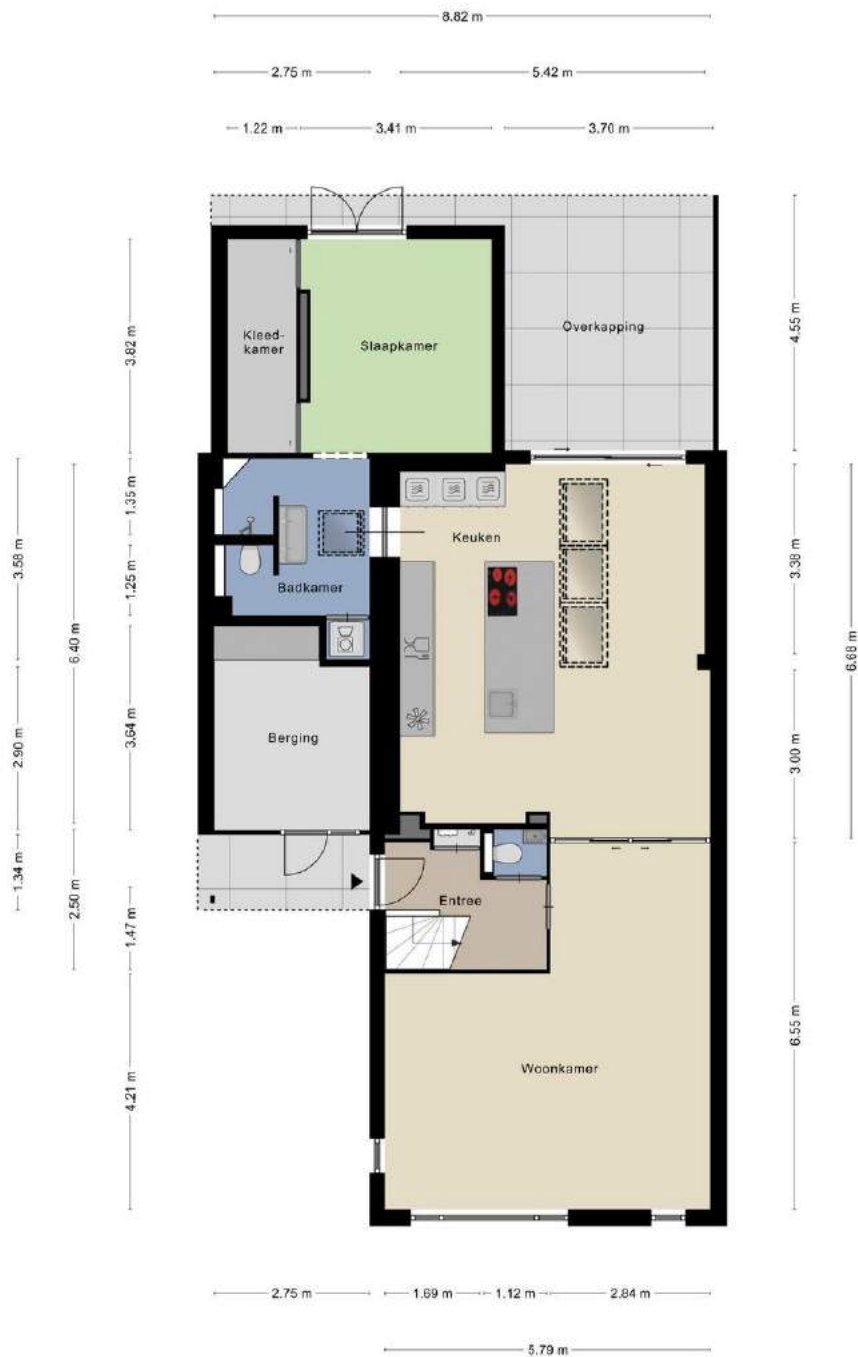 8.82 m
2.75 m
5.42 m
1.22 m
3.41 m
3.70 m
3.82 m
4.55 m
Kleed-
kamer
Slaapkamer
Overkapping
3.58 m
6.40 m
1.35 m
1.25 m
Keuken
Badkamer
3.38 m
6.68 m
2.90 m
3.64 m
Berging
3.00 m
1.34 m
2.50 m
1.47 m
Entree
4.21 m
Woonkamer
6.55 m
2.75 m
1.69 m
1.12 m
2.84 m
5.79 m